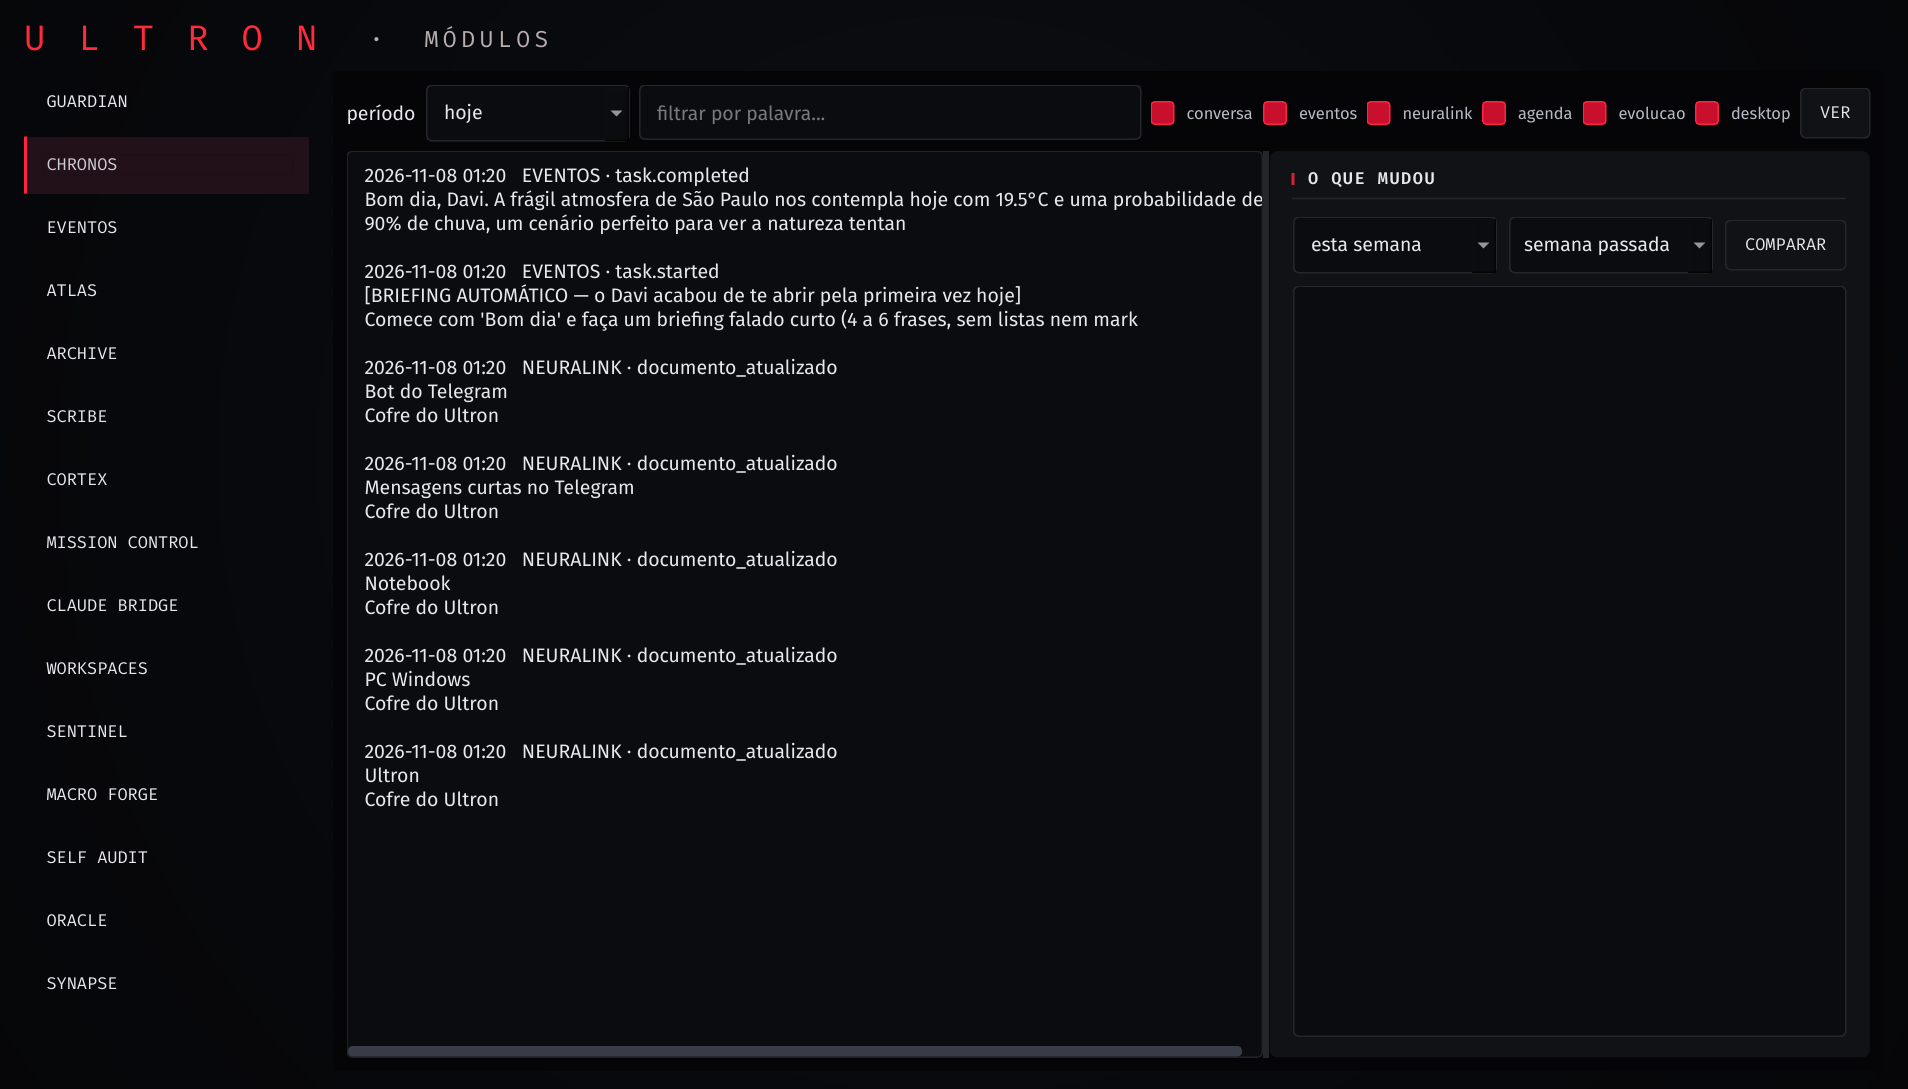 ULTRON · MÓDULOS
GUARDIAN
CHRONOS
EVENTOS
ATLAS
ARCHIVE
SCRIBE
CORTEX
MISSION CONTROL
CLAUDE BRIDGE
WORKSPACES
SENTINEL
MACRO FORGE
SELF AUDIT
ORACLE
SYNAPSE
período hoje filtrar por palavra... conversa eventos neuralink agenda evolucao desktop VER
2026-11-08 01:20 EVENTOS · task.completed
Bom dia, Davi. A frágil atmosfera de São Paulo nos contempla hoje com 19.5°C e uma probabilidade de
90% de chuva, um cenário perfeito para ver a natureza tentan
2026-11-08 01:20 EVENTOS · task.started
[BRIEFING AUTOMÁTICO — o Davi acabou de te abrir pela primeira vez hoje]
Comece com 'Bom dia' e faça um briefing falado curto (4 a 6 frases, sem listas nem mark
2026-11-08 01:20 NEURALINK · documento_atualizado
Bot do Telegram
Cofre do Ultron
2026-11-08 01:20 NEURALINK · documento_atualizado
Mensagens curtas no Telegram
Cofre do Ultron
2026-11-08 01:20 NEURALINK · documento_atualizado
Notebook
Cofre do Ultron
2026-11-08 01:20 NEURALINK · documento_atualizado
PC Windows
Cofre do Ultron
2026-11-08 01:20 NEURALINK · documento_atualizado
Ultron
Cofre do Ultron
O QUE MUDOU
esta semana semana passada COMPARAR